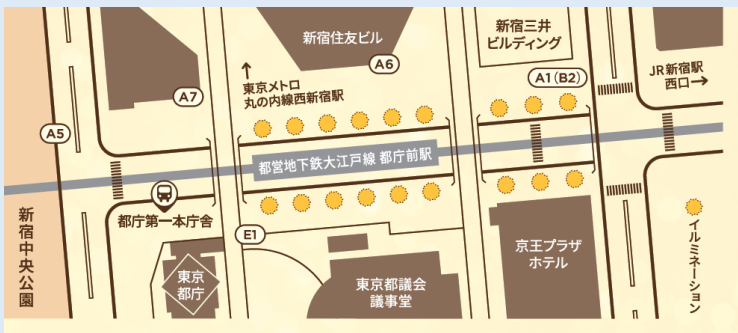 新宿住友ビル
新宿三井
ビルディング
A6
A1(B2)
JR新宿駅
西口→
↑
東京メトロ
丸の内線西新宿駅
A7
A5
都営地下鉄大江戸線 都庁前駅
都庁第一本庁舎
E1
新宿中央公園
東京
都庁
東京都議会
議事堂
京王プラザ
ホテル
イルミネーション